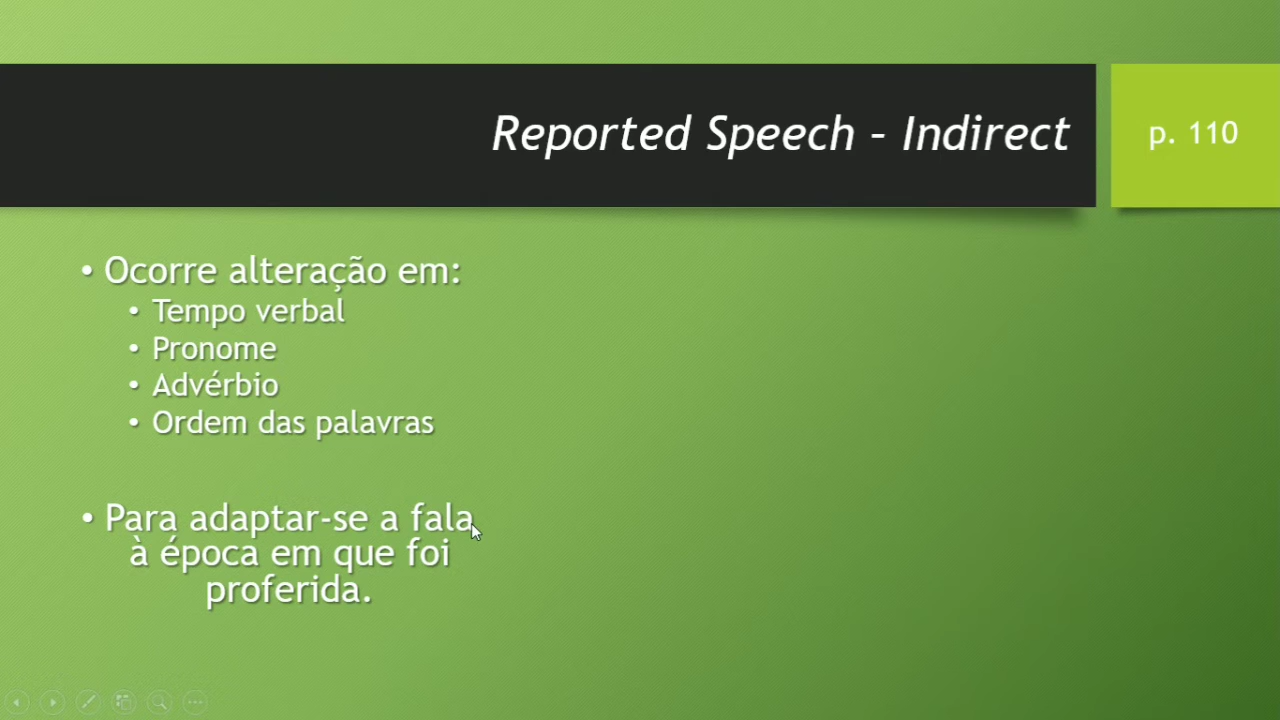 Reported Speech – Indirect
p. 110
• Ocorre alteração em:
• Tempo verbal
• Pronome
• Advérbio
• Ordem das palavras
• Para adaptar-se a fala
à época em que foi
proferida.